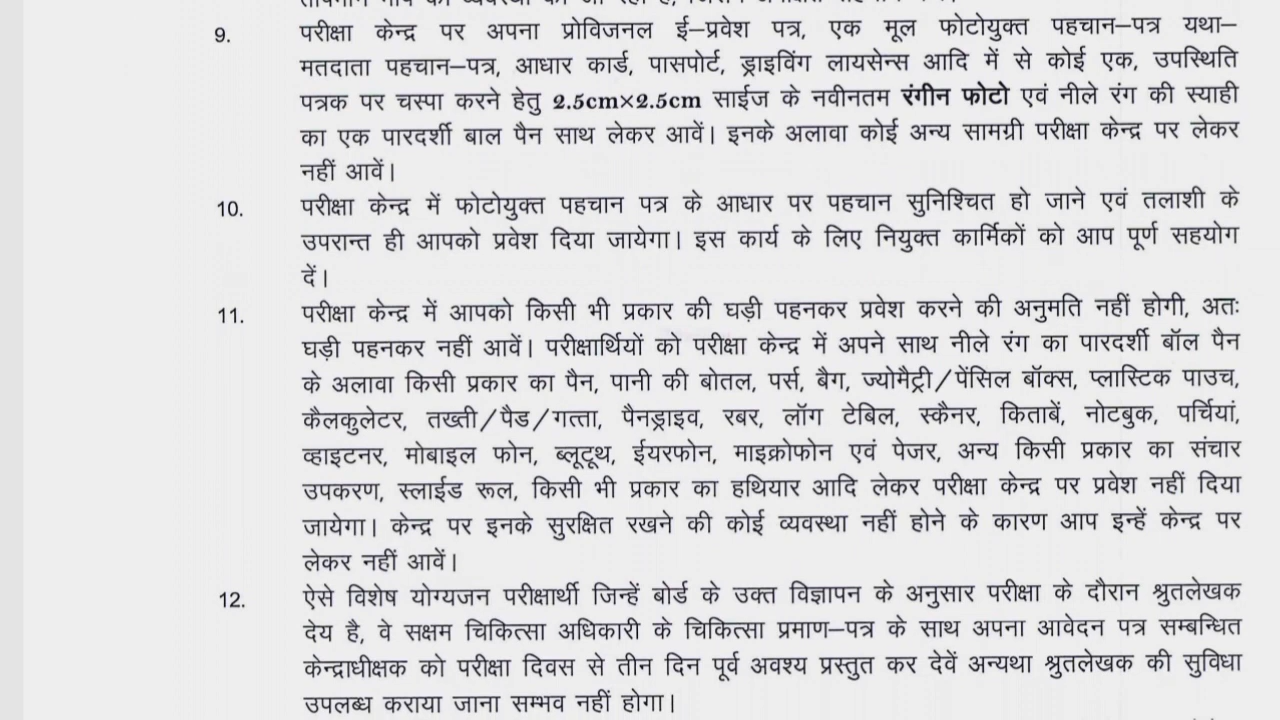 9. परीक्षा केन्द्र पर अपना प्रोविजनल ई–प्रवेश पत्र, एक मूल फोटोयुक्त पहचान–पत्र यथा–
मतदाता पहचान–पत्र, आधार कार्ड, पासपोर्ट, ड्राइविंग लायसेन्स आदि में से कोई एक, उपस्थिति
पत्रक पर चस्पा करने हेतु 2.5cm×2.5cm साईज के नवीनतम रंगीन फोटो एवं नीले रंग की स्याही
का एक पारदर्शी बाल पैन साथ लेकर आवें। इनके अलावा कोई अन्य सामग्री परीक्षा केन्द्र पर लेकर
नहीं आवें।
10. परीक्षा केन्द्र में फोटोयुक्त पहचान पत्र के आधार पर पहचान सुनिश्चित हो जाने एवं तलाशी के
उपरान्त ही आपको प्रवेश दिया जायेगा। इस कार्य के लिए नियुक्त कार्मिकों को आप पूर्ण सहयोग
दें।
11. परीक्षा केन्द्र में आपको किसी भी प्रकार की घड़ी पहनकर प्रवेश करने की अनुमति नहीं होगी, अतः
घड़ी पहनकर नहीं आवें। परीक्षार्थियों को परीक्षा केन्द्र में अपने साथ नीले रंग का पारदर्शी बॉल पैन
के अलावा किसी प्रकार का पैन, पानी की बोतल, पर्स, बैग, ज्योमैट्री/पेंसिल बॉक्स, प्लास्टिक पाउच,
कैलकुलेटर, तख्ती/पैड/गत्ता, पैनड्राइव, रबर, लॉग टेबिल, स्कैनर, किताबें, नोटबुक, पर्चियां,
व्हाइटनर, मोबाइल फोन, ब्लूटूथ, ईयरफोन, माइक्रोफोन एवं पेजर, अन्य किसी प्रकार का संचार
उपकरण, स्लाईड रूल, किसी भी प्रकार का हथियार आदि लेकर परीक्षा केन्द्र पर प्रवेश नहीं दिया
जायेगा। केन्द्र पर इनके सुरक्षित रखने की कोई व्यवस्था नहीं होने के कारण आप इन्हें केन्द्र पर
लेकर नहीं आवें।
12. ऐसे विशेष योग्यजन परीक्षार्थी जिन्हें बोर्ड के उक्त विज्ञापन के अनुसार परीक्षा के दौरान श्रुतलेखक
देय है, वे सक्षम चिकित्सा अधिकारी के चिकित्सा प्रमाण–पत्र के साथ अपना आवेदन पत्र सम्बन्धित
केन्द्राधीक्षक को परीक्षा दिवस से तीन दिन पूर्व अवश्य प्रस्तुत कर देवें अन्यथा श्रुतलेखक की सुविधा
उपलब्ध कराया जाना सम्भव नहीं होगा।